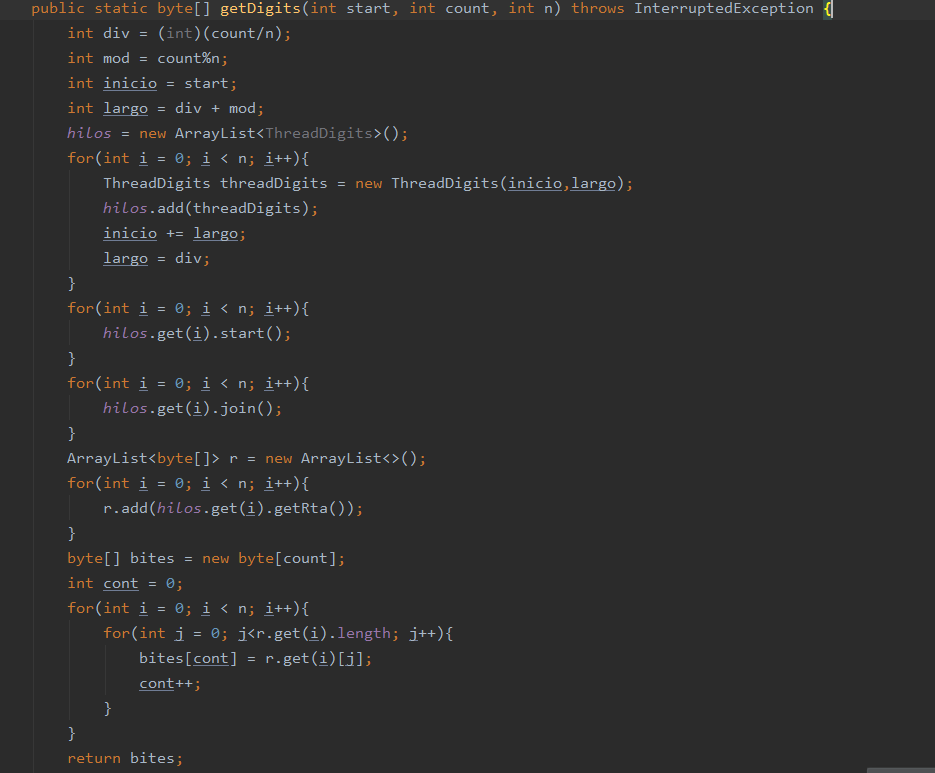 public static byte[] getDigits(int start, int count, int n) throws InterruptedException {
    int div = (int)(count/n);
    int mod = count%n;
    int inicio = start;
    int largo = div + mod;
    hilos = new ArrayList<ThreadDigits>();
    for(int i = 0; i < n; i++){
        ThreadDigits threadDigits = new ThreadDigits(inicio,largo);
        hilos.add(threadDigits);
        inicio += largo;
        largo = div;
    }
    for(int i = 0; i < n; i++){
        hilos.get(i).start();
    }
    for(int i = 0; i < n; i++){
        hilos.get(i).join();
    }
    ArrayList<byte[]> r = new ArrayList<>();
    for(int i = 0; i < n; i++){
        r.add(hilos.get(i).getRta());
    }
    byte[] bites = new byte[count];
    int cont = 0;
    for(int i = 0; i < n; i++){
        for(int j = 0; j<r.get(i).length; j++){
            bites[cont] = r.get(i)[j];
            cont++;
        }
    }
    return bites;